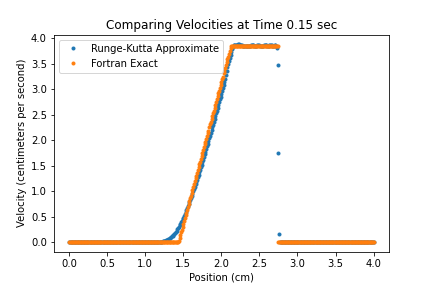 Comparing Velocities at Time 0.15 sec
Runge-Kutta Approximate
Fortran Exact
Velocity (centimeters per second)
4.0
3.5
3.0
2.5
2.0
1.5
1.0
0.5
0.0
0.0 0.5 1.0 1.5 2.0 2.5 3.0 3.5 4.0
Position (cm)